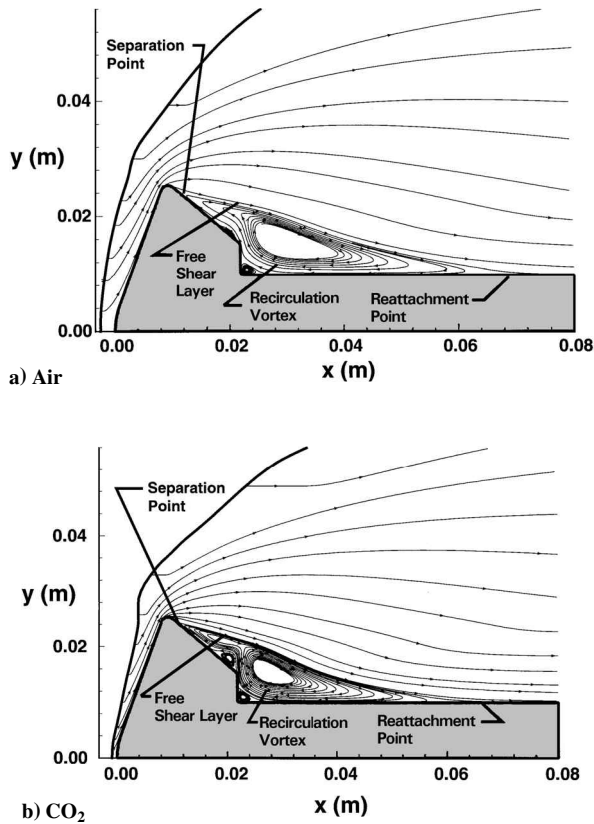 Separation
Point
0.04
y (m)
0.02
Free
Shear
Layer
Recirculation
Vortex
Reattachment
Point
0.00
0.00 0.02 0.04 0.06 0.08
x (m)
a) Air
Separation
Point
0.04
y (m)
0.02
Free
Shear Layer
Recirculation
Vortex
Reattachment
Point
0.00
0.00 0.02 0.04 0.06 0.08
x (m)
b) CO₂